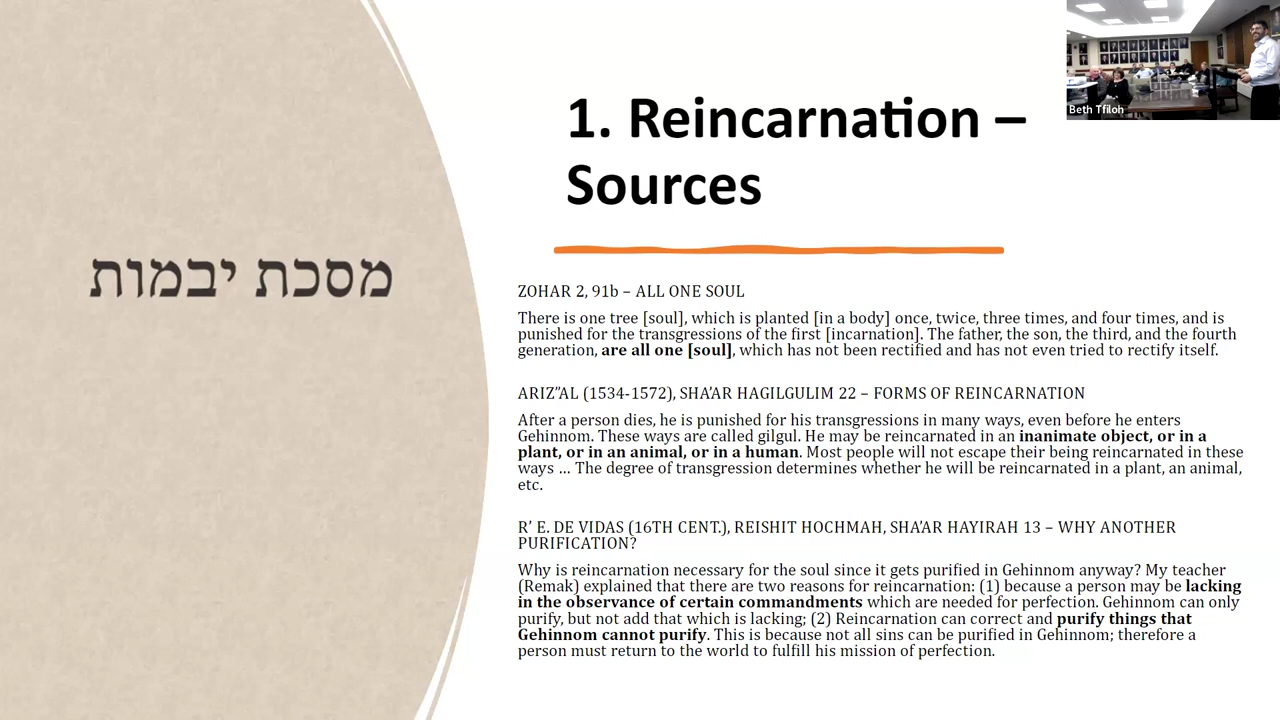 מסכת יבמות
1. Reincarnation –
Sources
Beth Tfiloh
ZOHAR 2, 91b – ALL ONE SOUL
There is one tree [soul], which is planted [in a body] once, twice, three times, and four times, and is
punished for the transgressions of the first [incarnation]. The father, the son, the third, and the fourth
generation, are all one [soul], which has not been rectified and has not even tried to rectify itself.
ARIZ”AL (1534-1572), SHA’AR HAGILGULIM 22 – FORMS OF REINCARNATION
After a person dies, he is punished for his transgressions in many ways, even before he enters
Gehinnom. These ways are called gilgul. He may be reincarnated in an inanimate object, or in a
plant, or in an animal, or in a human. Most people will not escape their being reincarnated in these
ways … The degree of transgression determines whether he will be reincarnated in a plant, an animal,
etc.
R’ E. DE VIDAS (16TH CENT.), REISHIT HOCHMAH, SHA’AR HAYIRAH 13 – WHY ANOTHER
PURIFICATION?
Why is reincarnation necessary for the soul since it gets purified in Gehinnom anyway? My teacher
(Remak) explained that there are two reasons for reincarnation: (1) because a person may be lacking
in the observance of certain commandments which are needed for perfection. Gehinnom can only
purify, but not add that which is lacking; (2) Reincarnation can correct and purify things that
Gehinnom cannot purify. This is because not all sins can be purified in Gehinnom; therefore a
person must return to the world to fulfill his mission of perfection.